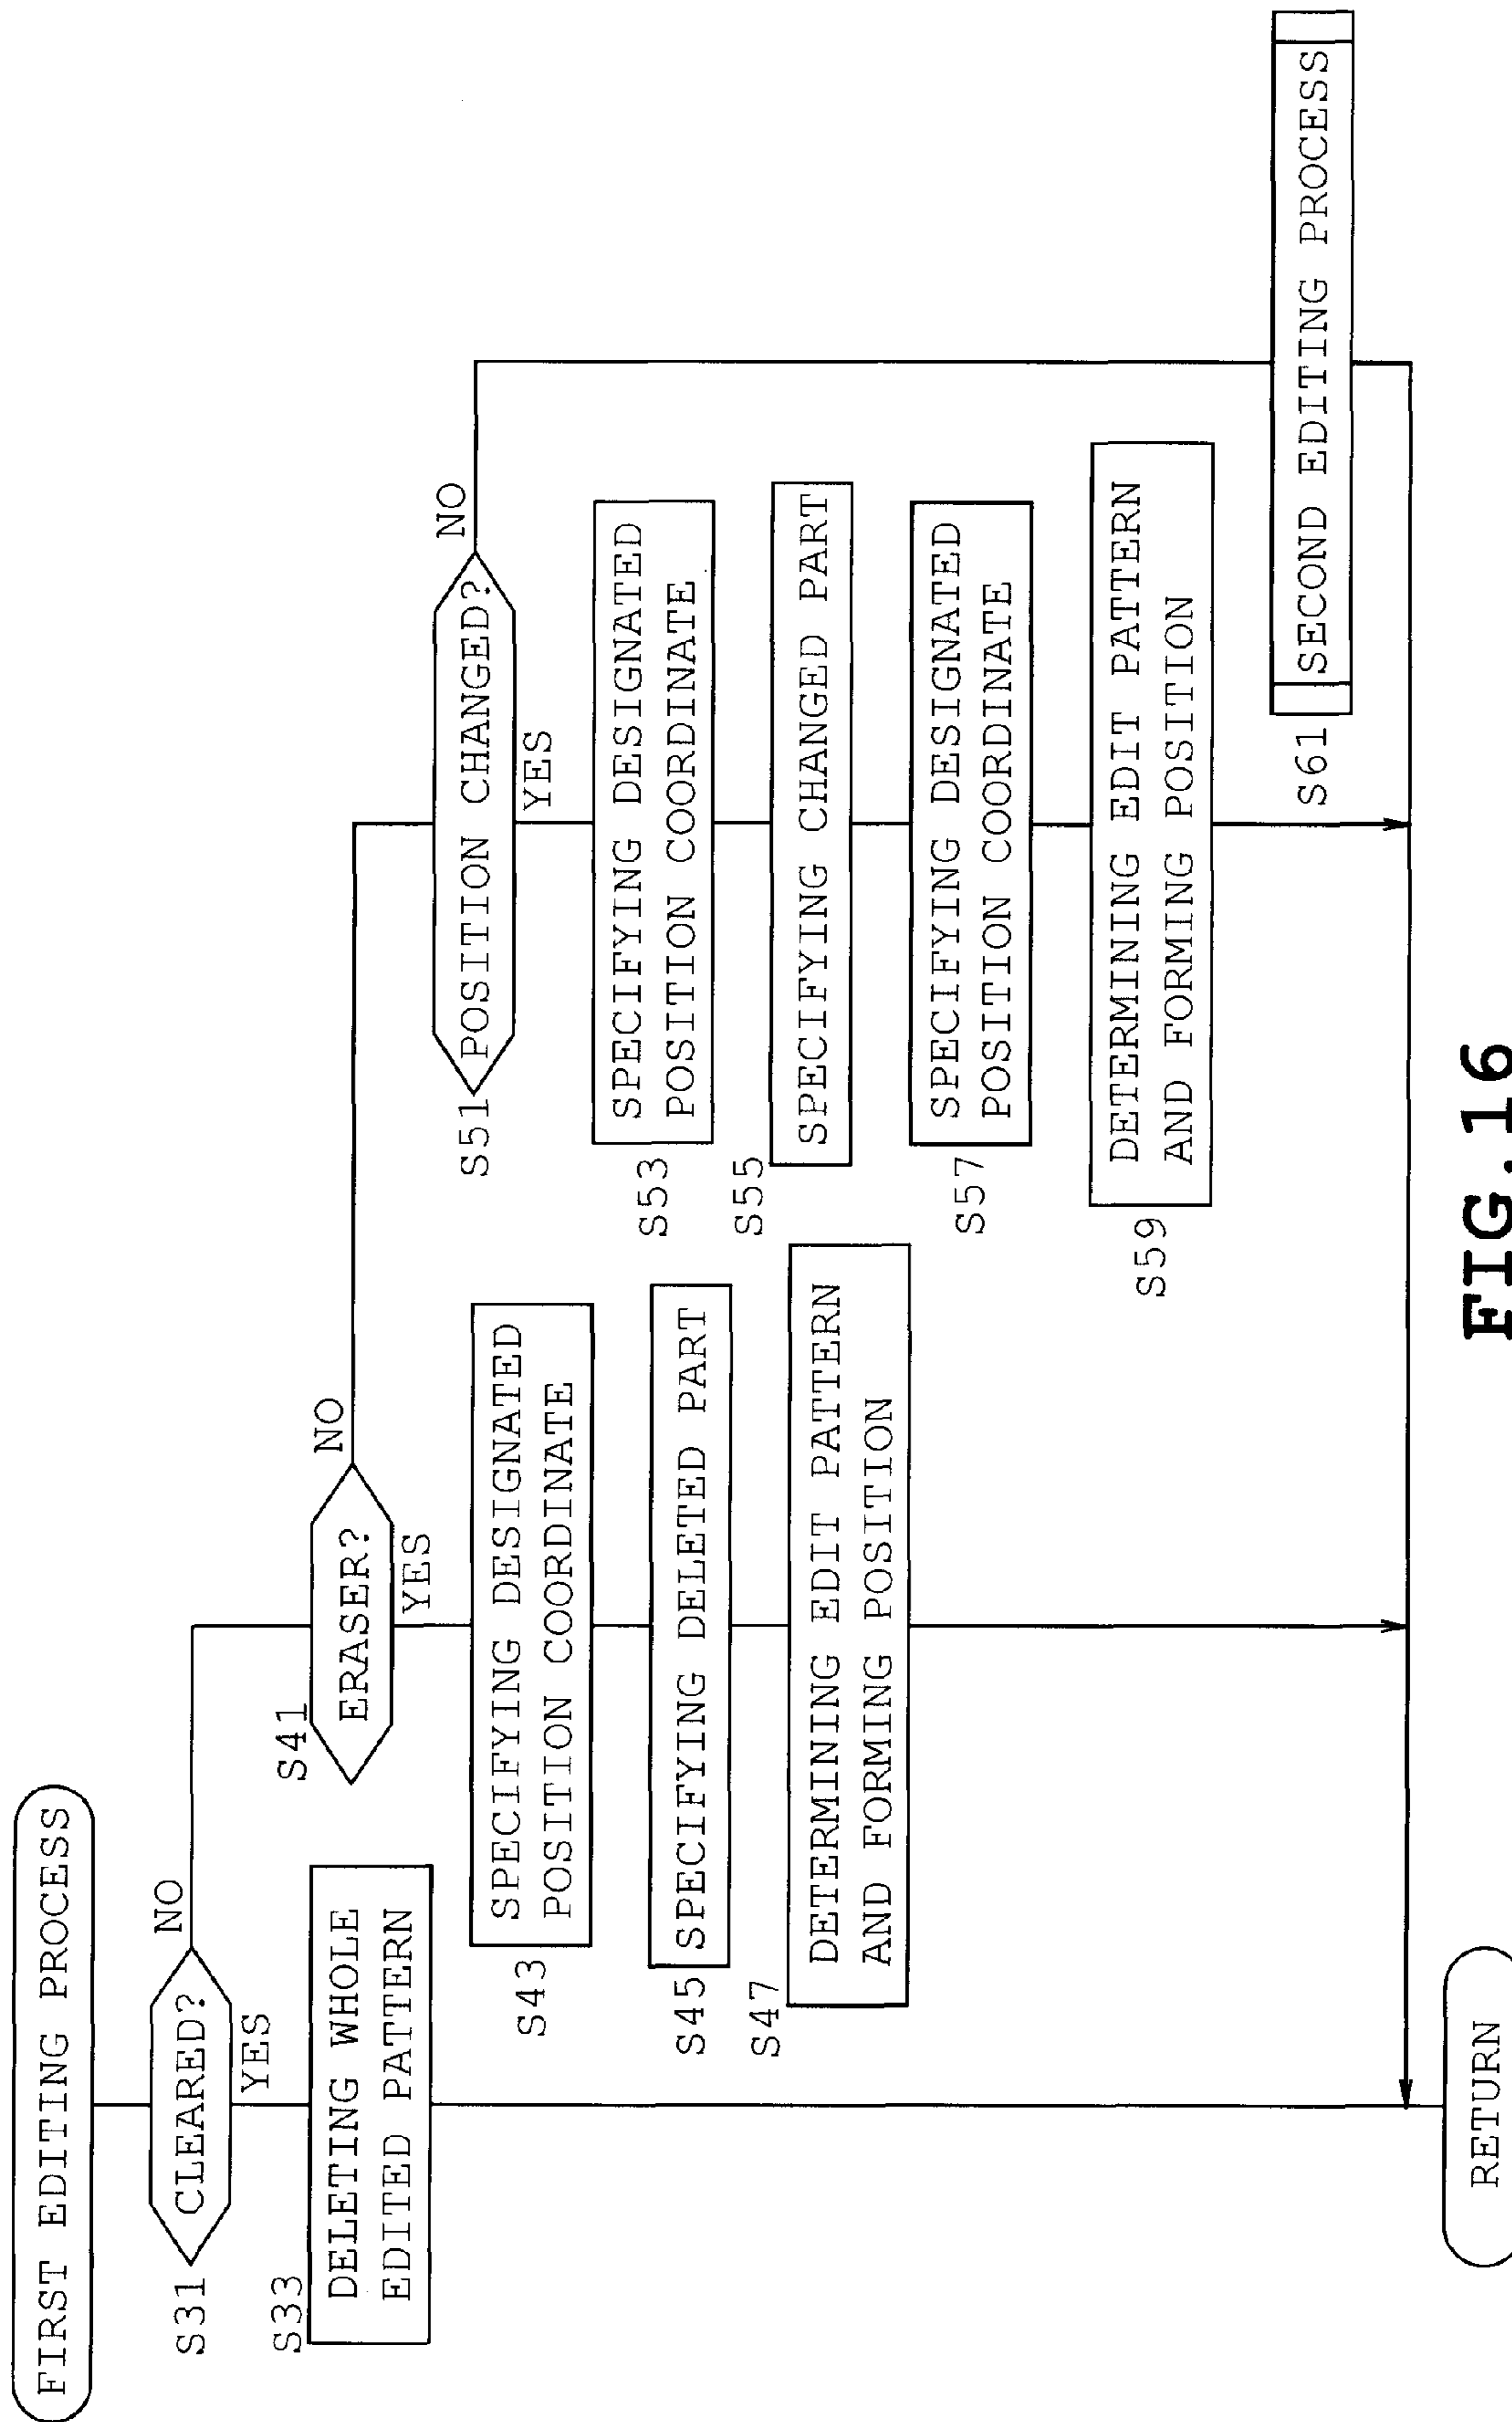 FIRST EDITING PROCESS
S31
CLEARED?
NO
YES
S33
DELETING WHOLE
EDITED PATTERN
S41
ERASER?
NO
YES
S43
SPECIFYING DESIGNATED
POSITION COORDINATE
S45
SPECIFYING DELETED PART
S47
DETERMINING EDIT PATTERN
AND FORMING POSITION
S51
POSITION CHANGED?
NO
YES
S53
SPECIFYING DESIGNATED
POSITION COORDINATE
S55
SPECIFYING CHANGED PART
S57
SPECIFYING DESIGNATED
POSITION COORDINATE
S59
DETERMINING EDIT PATTERN
AND FORMING POSITION
S61
SECOND EDITING PROCESS
RETURN
FIG.16